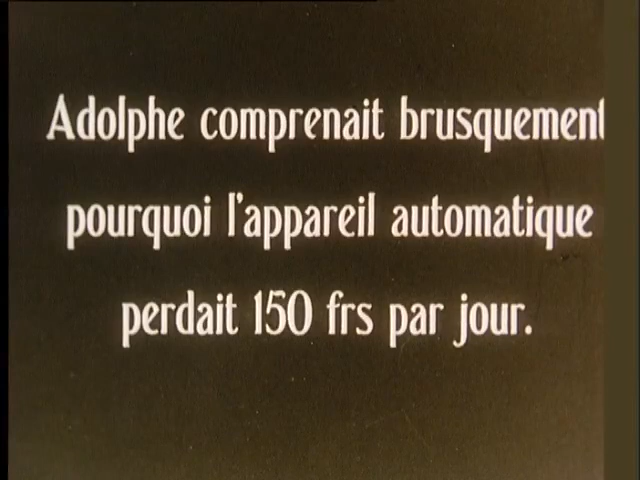 Adolphe comprenait brusquement
pourquoi l'appareil automatique
perdait 150 frs par jour.